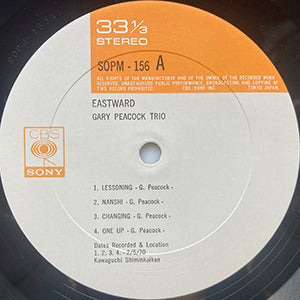 33 1/3
STEREO
SOPM - 156 A
ALL RIGHTS OF THE MANUFACTURER AND OF THE OWNER OF THE RECORDED WORK
RESERVED. UNAUTHORIZED PUBLIC PERFORMANCE, BROADCASTING AND COPYING OF
THIS RECORD PROHIBITED. CBS/SONY INC. TOKYO JAPAN.
EASTWARD
GARY PEACOCK TRIO
CBS
SONY
1. LESSONING - G. Peacock -
2. NANSHI - G. Peacock -
3. CHANGING - G. Peacock -
4. ONE UP - G. Peacock -
Dates Recorded & Location
1, 2, 3, 4.-2/5/70
Kawaguchi Shiminkaikan